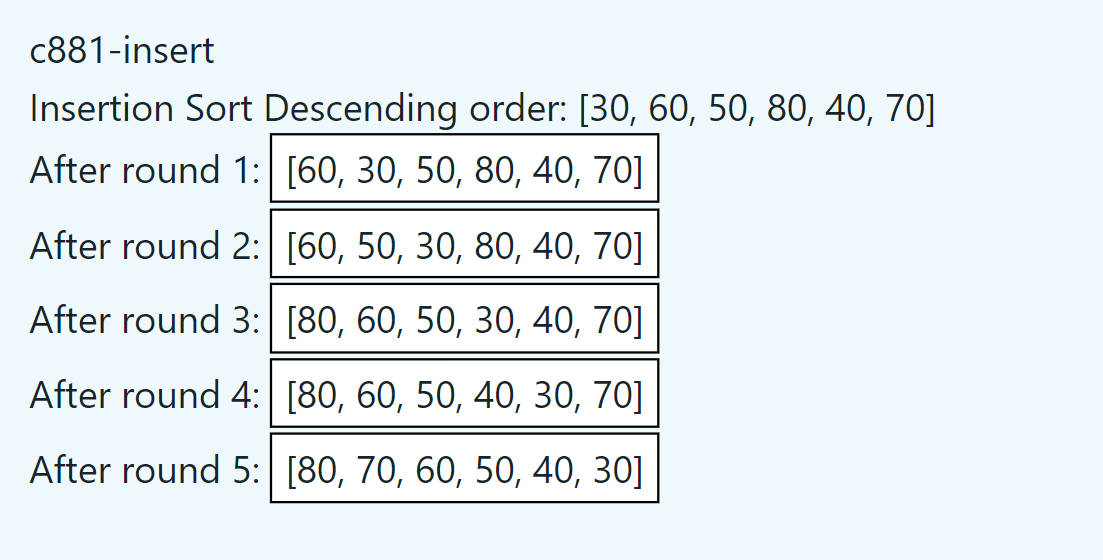 c881-insert
Insertion Sort Descending order: [30, 60, 50, 80, 40, 70]
After round 1: [60, 30, 50, 80, 40, 70]
After round 2: [60, 50, 30, 80, 40, 70]
After round 3: [80, 60, 50, 30, 40, 70]
After round 4: [80, 60, 50, 40, 30, 70]
After round 5: [80, 70, 60, 50, 40, 30]